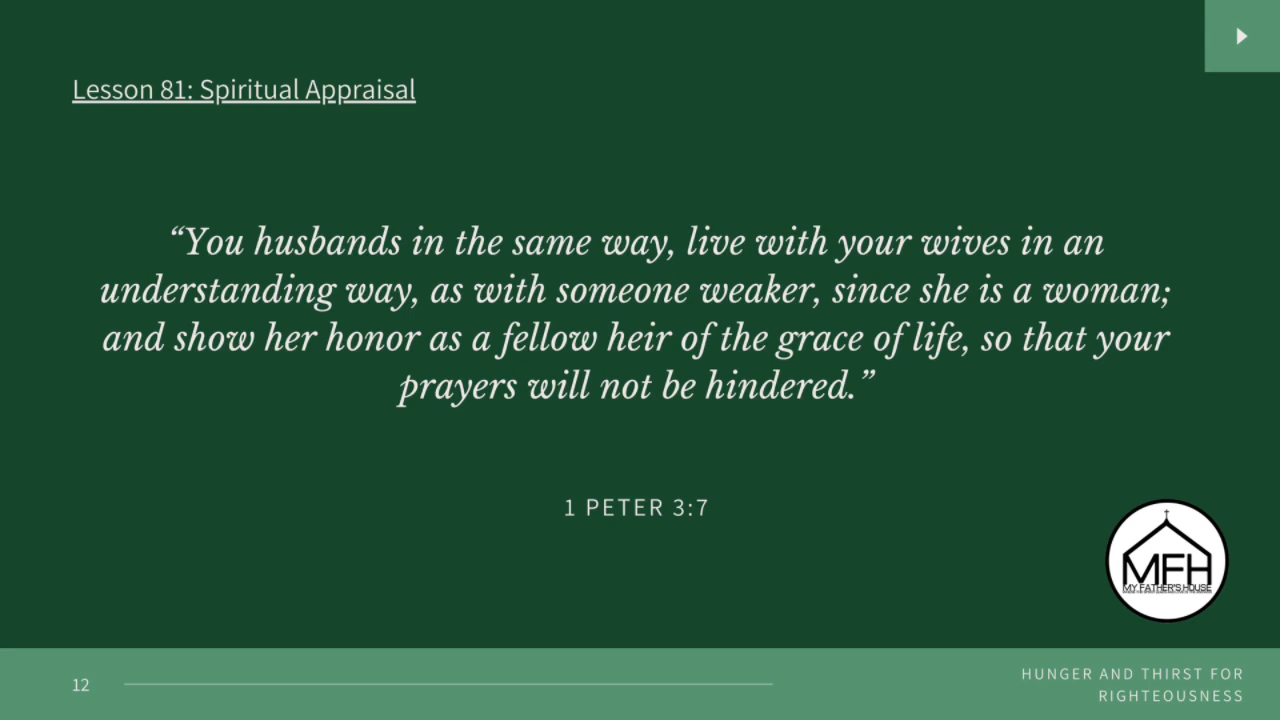 Lesson 81: Spiritual Appraisal
“You husbands in the same way, live with your wives in an
understanding way, as with someone weaker, since she is a woman;
and show her honor as a fellow heir of the grace of life, so that your
prayers will not be hindered.”
1 PETER 3:7
MFH
MY FATHER'S HOUSE
12
HUNGER AND THIRST FOR
RIGHTEOUSNESS